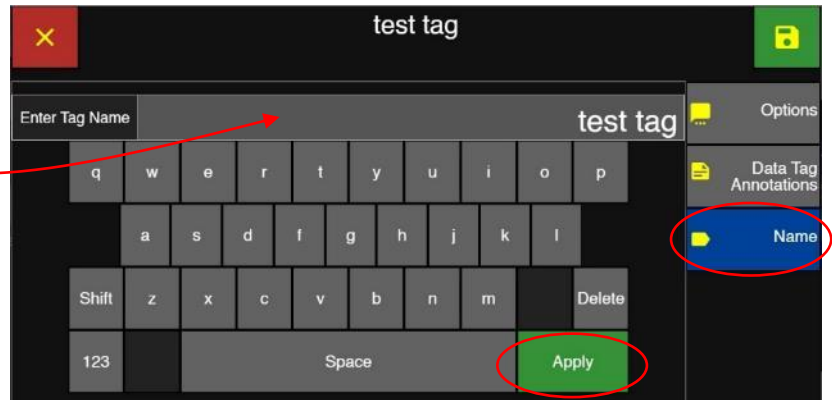 test tag
Enter Tag Name test tag
Options
Data Tag
Annotations
Name
q w e r t y u i o p
a s d f g h j k l
Shift z x c v b n m Delete
123 Space Apply